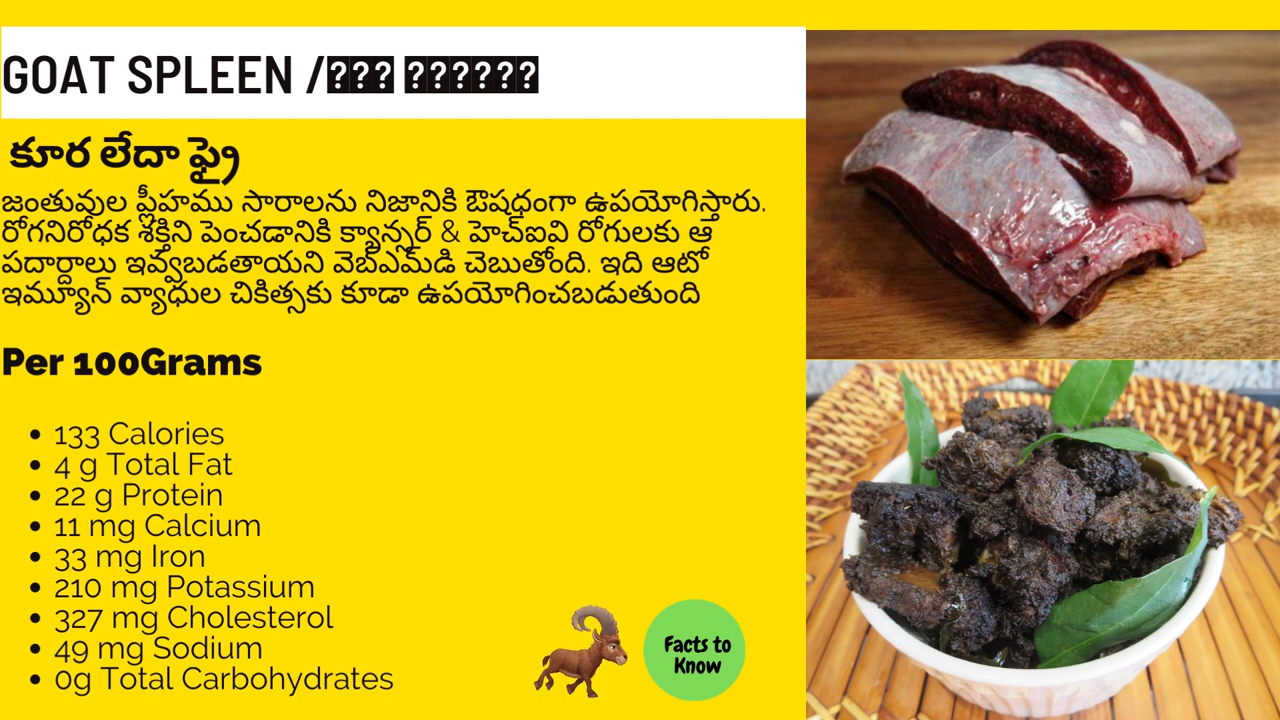 GOAT SPLEEN /
కూర లేదా ఫ్రై
జంతువుల ప్లీహము సారాలను నిజానికి ఔషధంగా ఉపయోగిస్తారు.
రోగనిరోధక శక్తిని పెంచడానికి క్యాన్సర్ & హెచ్ఐవి రోగులకు ఆ
పదార్దాలు ఇవ్వబడతాయని వెబ్ఎమ్‌డి చెబుతోంది. ఇది ఆటో
ఇమ్యూన్ వ్యాధుల చికిత్సకు కూడా ఉపయోగించబడుతుంది
Per 100Grams
• 133 Calories
• 4 g Total Fat
• 22 g Protein
• 11 mg Calcium
• 33 mg Iron
• 210 mg Potassium
• 327 mg Cholesterol
• 49 mg Sodium
• 0g Total Carbohydrates
Facts to
Know